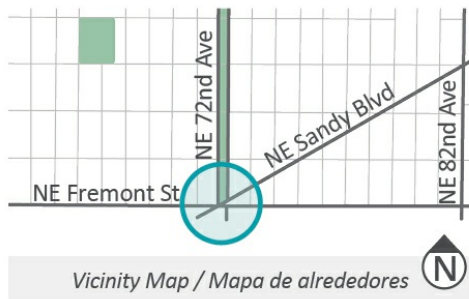 NE 72nd Ave
NE Sandy Blvd
NE 82nd Ave
NE Fremont St
Vicinity Map / Mapa de alrededores
N